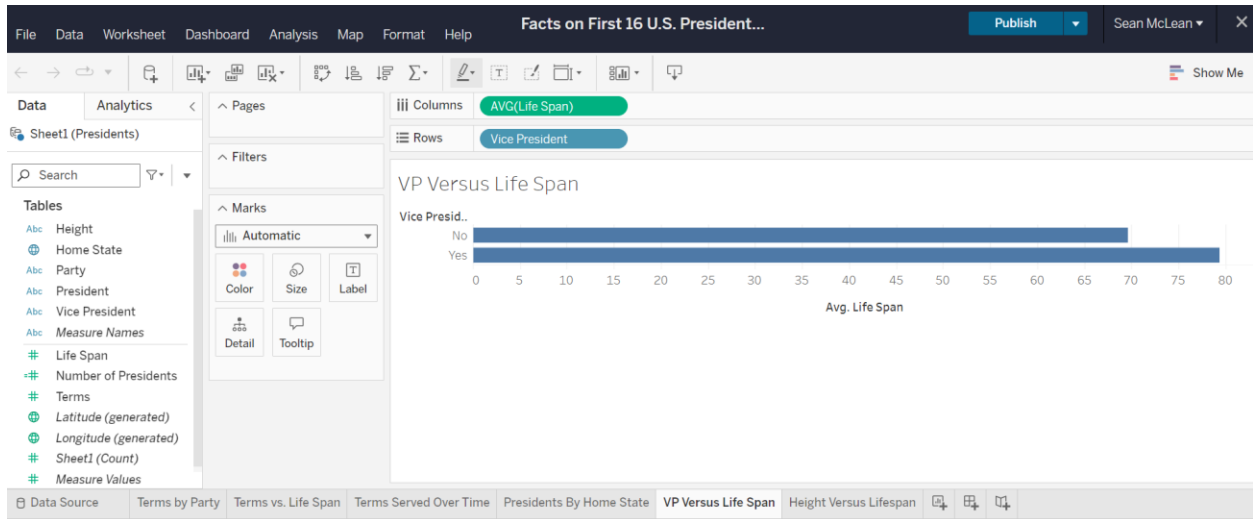 Facts on First 16 U.S. President...
Publish
Sean McLean
File Data Worksheet Dashboard Analysis Map Format Help
Show Me
Data Analytics
Sheet1 (Presidents)
Search
Tables
Abc Height
Home State
Abc Party
Abc President
Abc Vice President
Abc Measure Names
# Life Span
=# Number of Presidents
# Terms
Latitude (generated)
Longitude (generated)
# Sheet1 (Count)
# Measure Values
Pages
Filters
Marks
Automatic
Color Size T Label
Detail Tooltip
iii Columns AVG(Life Span)
Rows Vice President
VP Versus Life Span
Vice Presid..
No
Yes
0 5 10 15 20 25 30 35 40 45 50 55 60 65 70 75 80
Avg. Life Span
Data Source Terms by Party Terms vs. Life Span Terms Served Over Time Presidents By Home State VP Versus Life Span Height Versus Lifespan